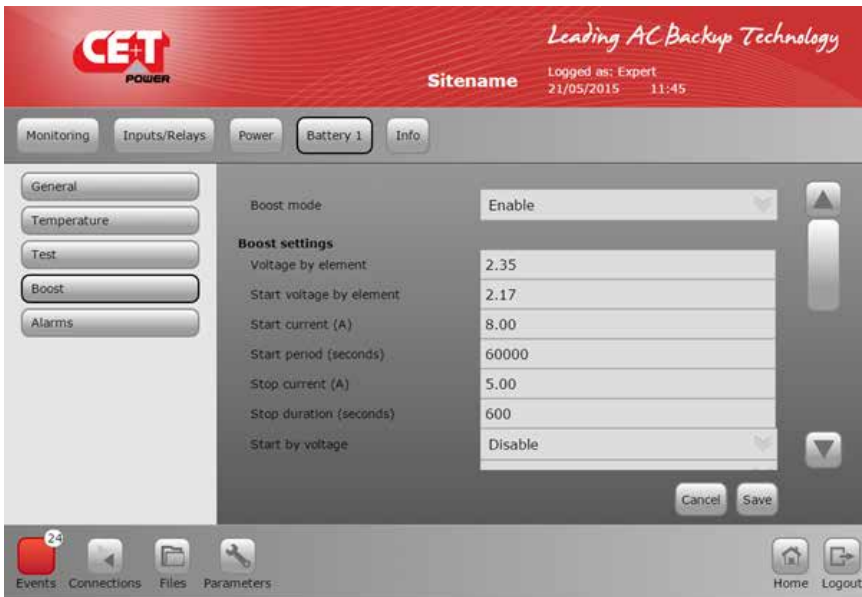 CE+T
POWER
Leading AC Backup Technology
Sitename
Logged as: Expert
21/05/2015 11:45
Monitoring Inputs/Relays Power Battery 1 Info
General
Temperature
Test
Boost
Alarms
Boost mode Enable
Boost settings
Voltage by element 2.35
Start voltage by element 2.17
Start current (A) 8.00
Start period (seconds) 60000
Stop current (A) 5.00
Stop duration (seconds) 600
Start by voltage Disable
Cancel Save
24
Events Connections Files Parameters Home Logout